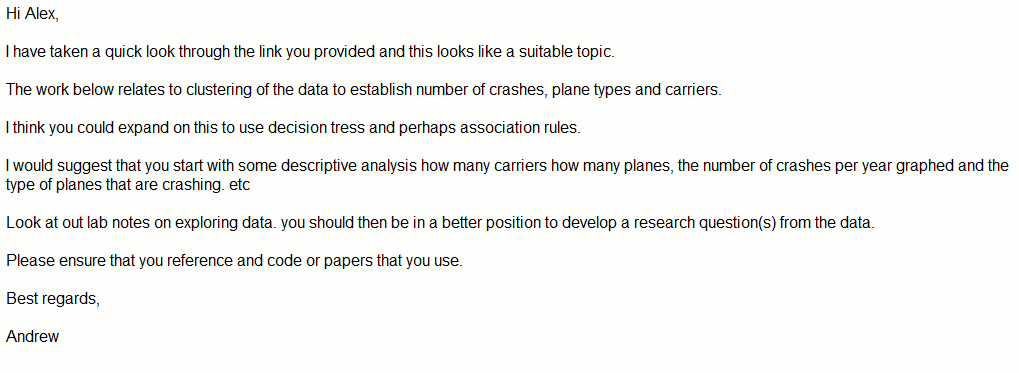 Hi Alex,
I have taken a quick look through the link you provided and this looks like a suitable topic.
The work below relates to clustering of the data to establish number of crashes, plane types and carriers.
I think you could expand on this to use decision tress and perhaps association rules.
I would suggest that you start with some descriptive analysis how many carriers how many planes, the number of crashes per year graphed and the
type of planes that are crashing. etc
Look at out lab notes on exploring data. you should then be in a better position to develop a research question(s) from the data.
Please ensure that you reference and code or papers that you use.
Best regards,
Andrew